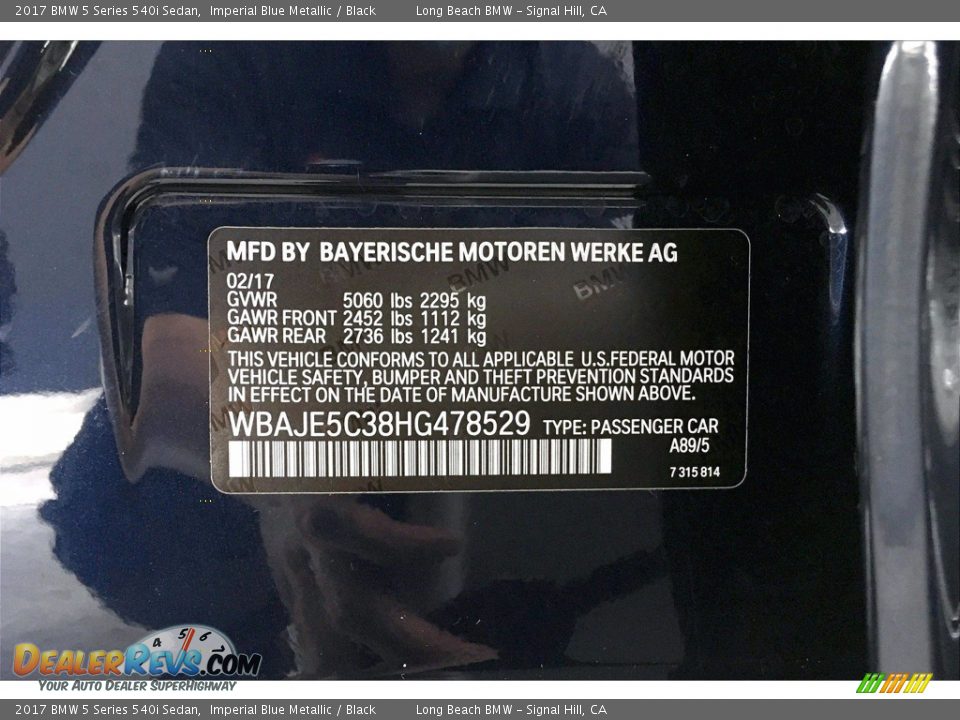 2017 BMW 5 Series 540i Sedan, Imperial Blue Metallic / Black Long Beach BMW - Signal Hill, CA
MFD BY BAYERISCHE MOTOREN WERKE AG
02/17
GVWR 5060 lbs 2295 kg
GAWR FRONT 2452 lbs 1112 kg
GAWR REAR 2736 lbs 1241 kg
THIS VEHICLE CONFORMS TO ALL APPLICABLE U.S.FEDERAL MOTOR
VEHICLE SAFETY, BUMPER AND THEFT PREVENTION STANDARDS
IN EFFECT ON THE DATE OF MANUFACTURE SHOWN ABOVE.
WBAJE5C38HG478529 TYPE: PASSENGER CAR
A89/5
7 315 814
4 5 6
DEALERREVS.COM
YOUR AUTO DEALER SUPERHIGHWAY
2017 BMW 5 Series 540i Sedan, Imperial Blue Metallic / Black Long Beach BMW - Signal Hill, CA